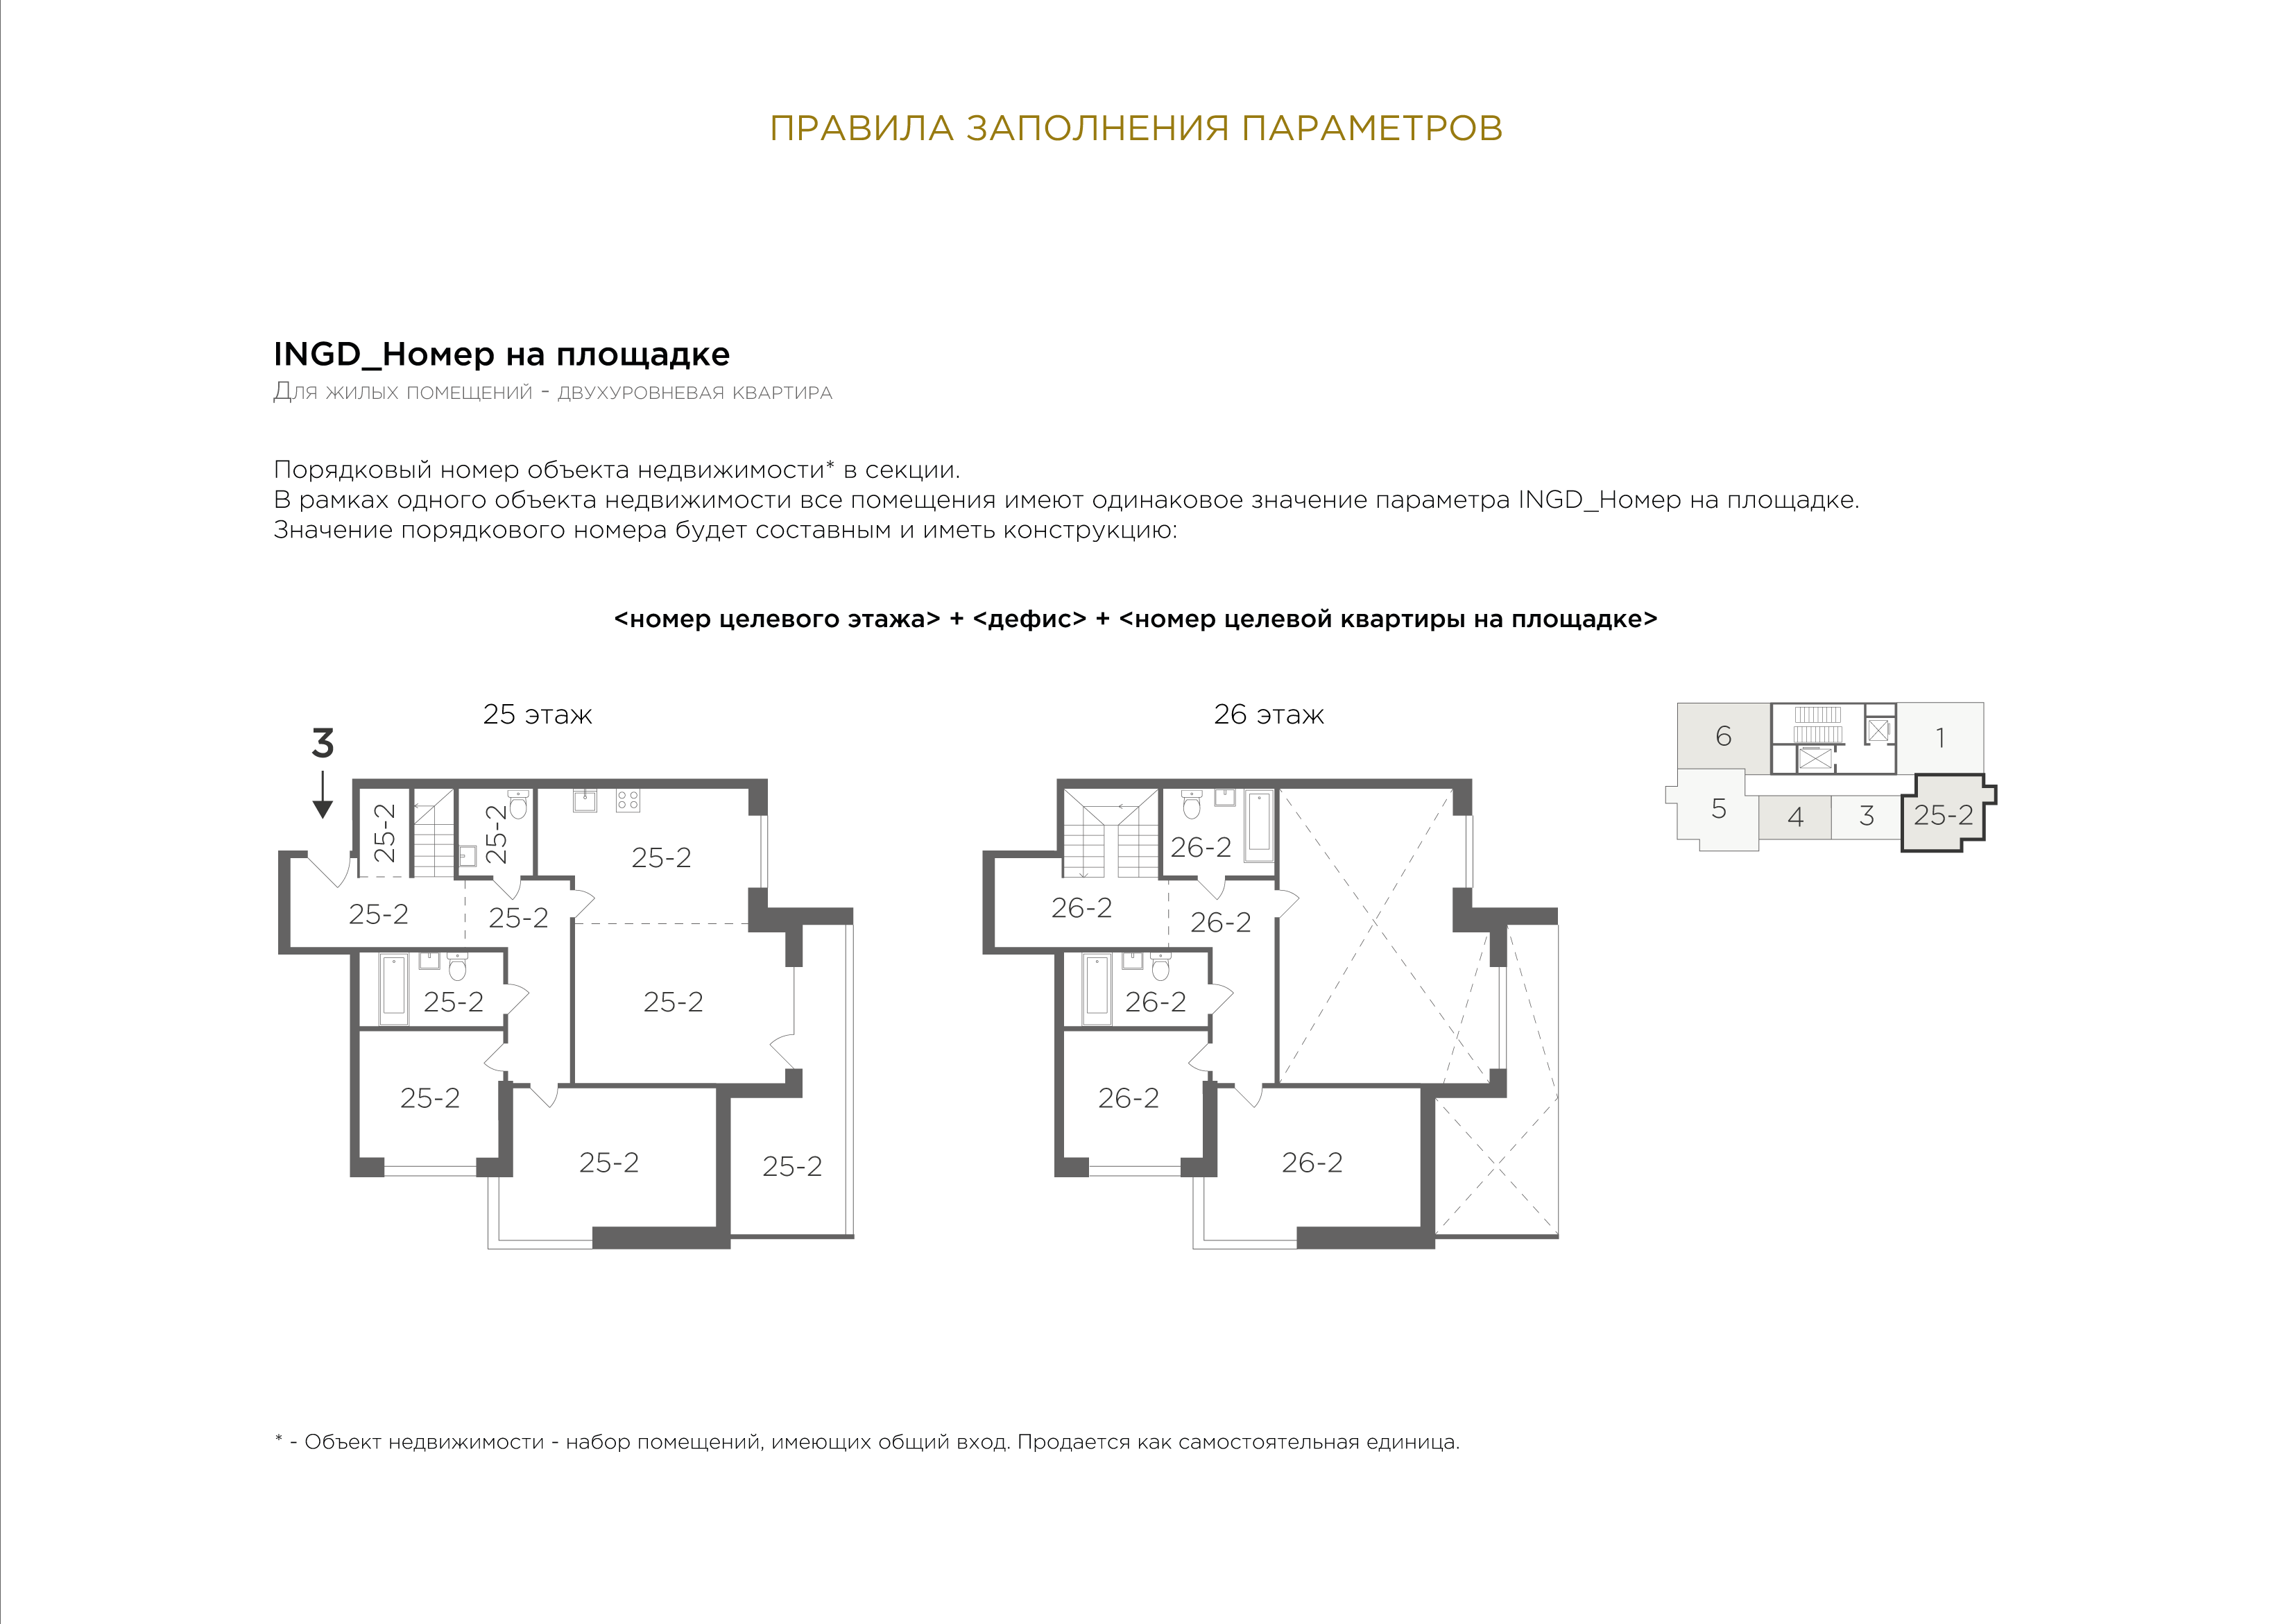 ПРАВИЛА ЗАПОЛНЕНИЯ ПАРАМЕТРОВ
INGD_Номер на площадке
Для жилых помещений - двухуровневая квартира
Порядковый номер объекта недвижимости* в секции.
В рамках одного объекта недвижимости все помещения имеют одинаковое значение параметра INGD_Номер на площадке.
Значение порядкового номера будет составным и иметь конструкцию:
<номер целевого этажа> + <дефис> + <номер целевой квартиры на площадке>
25 этаж
3
25-2
25-2
25-2
25-2
25-2
25-2
25-2
25-2
25-2
25-2
26 этаж
26-2
26-2
26-2
26-2
26-2
26-2
6
1
5
4
3
25-2
* - Объект недвижимости - набор помещений, имеющих общий вход. Продается как самостоятельная единица.